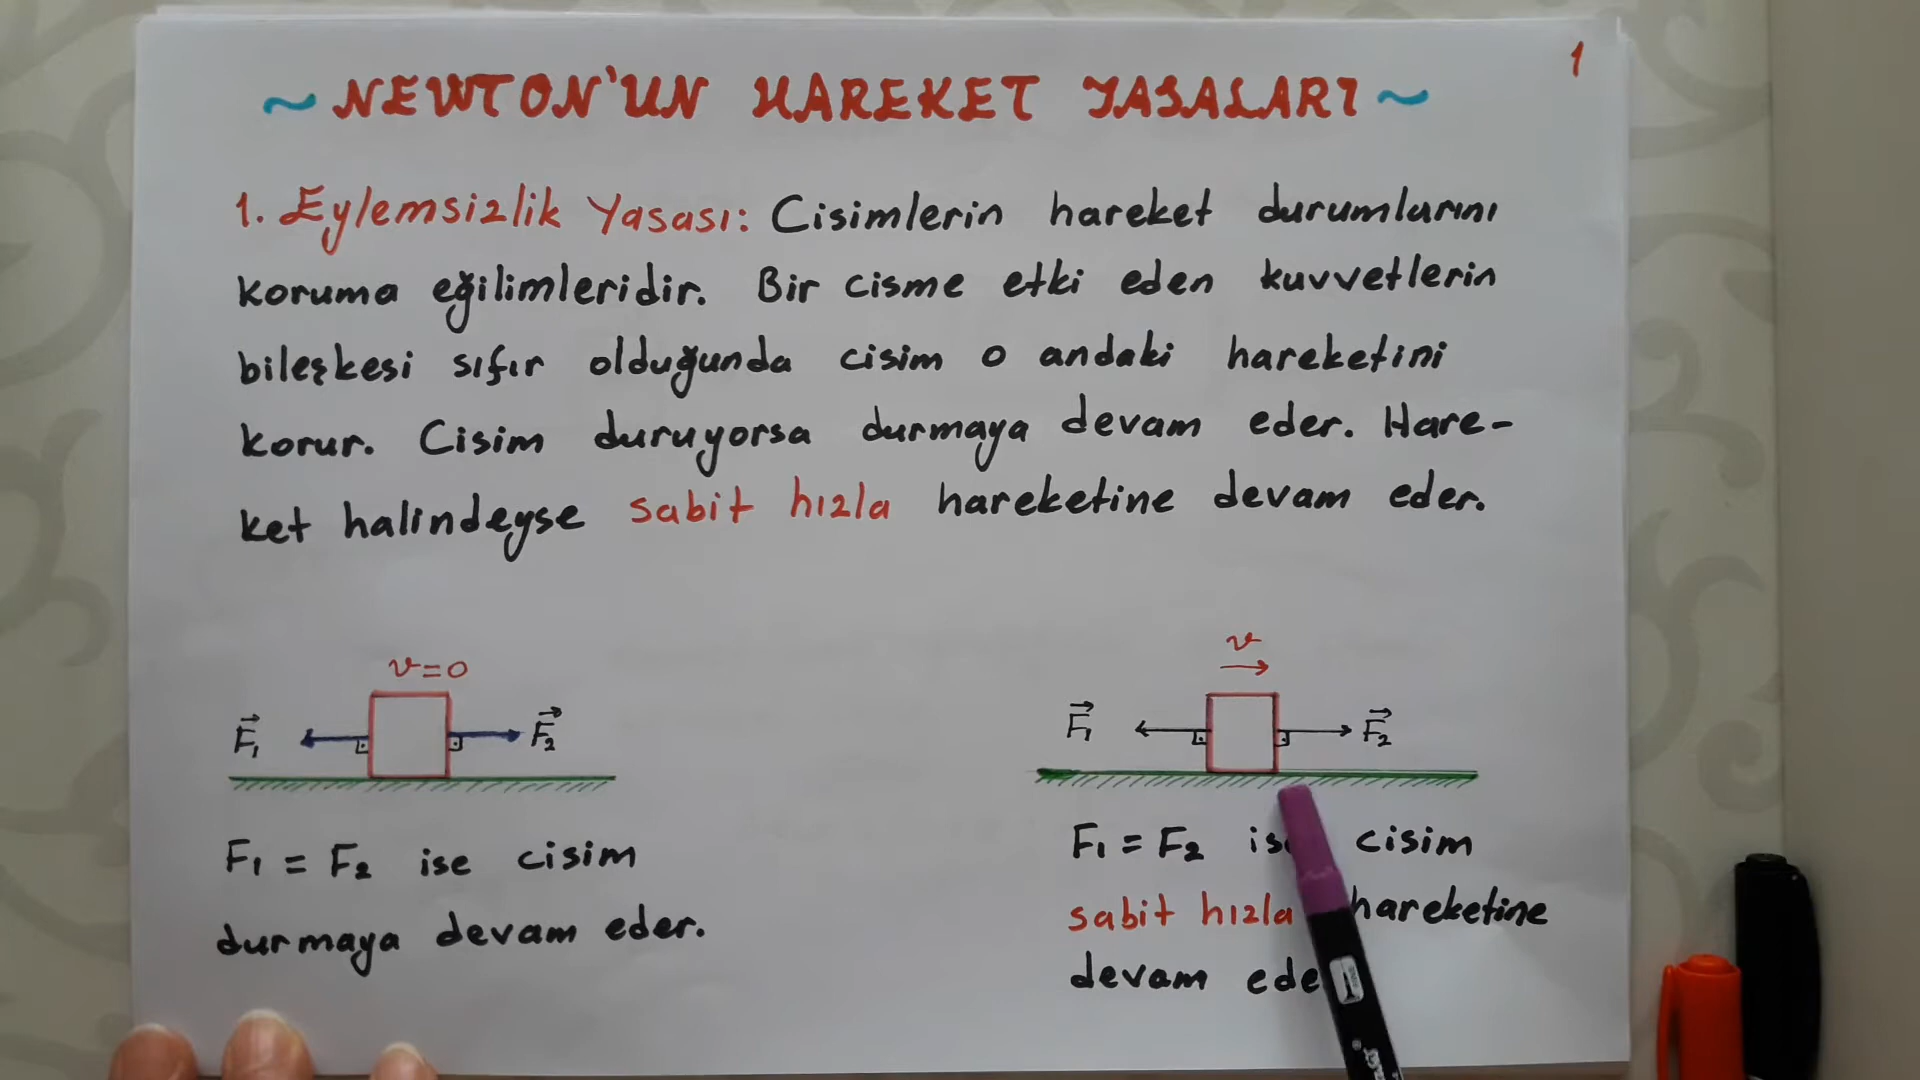 1
~ NEWTON'UN HAREKET YASALARI ~
1. Eylemsizlik Yasası: Cisimlerin hareket durumlarını
koruma eğilimleridir. Bir cisme etki eden kuvvetlerin
bileşkesi sıfır olduğunda cisim o andaki hareketini
korur. Cisim duruyorsa durmaya devam eder. Hare-
ket halindeyse sabit hızla hareketine devam eder.
v=0
F₁ F₂
F₁ = F₂ ise cisim
durmaya devam eder.
v
F₁ F₂
F₁ = F₂ cisim
sabit hızla hareketine
devam